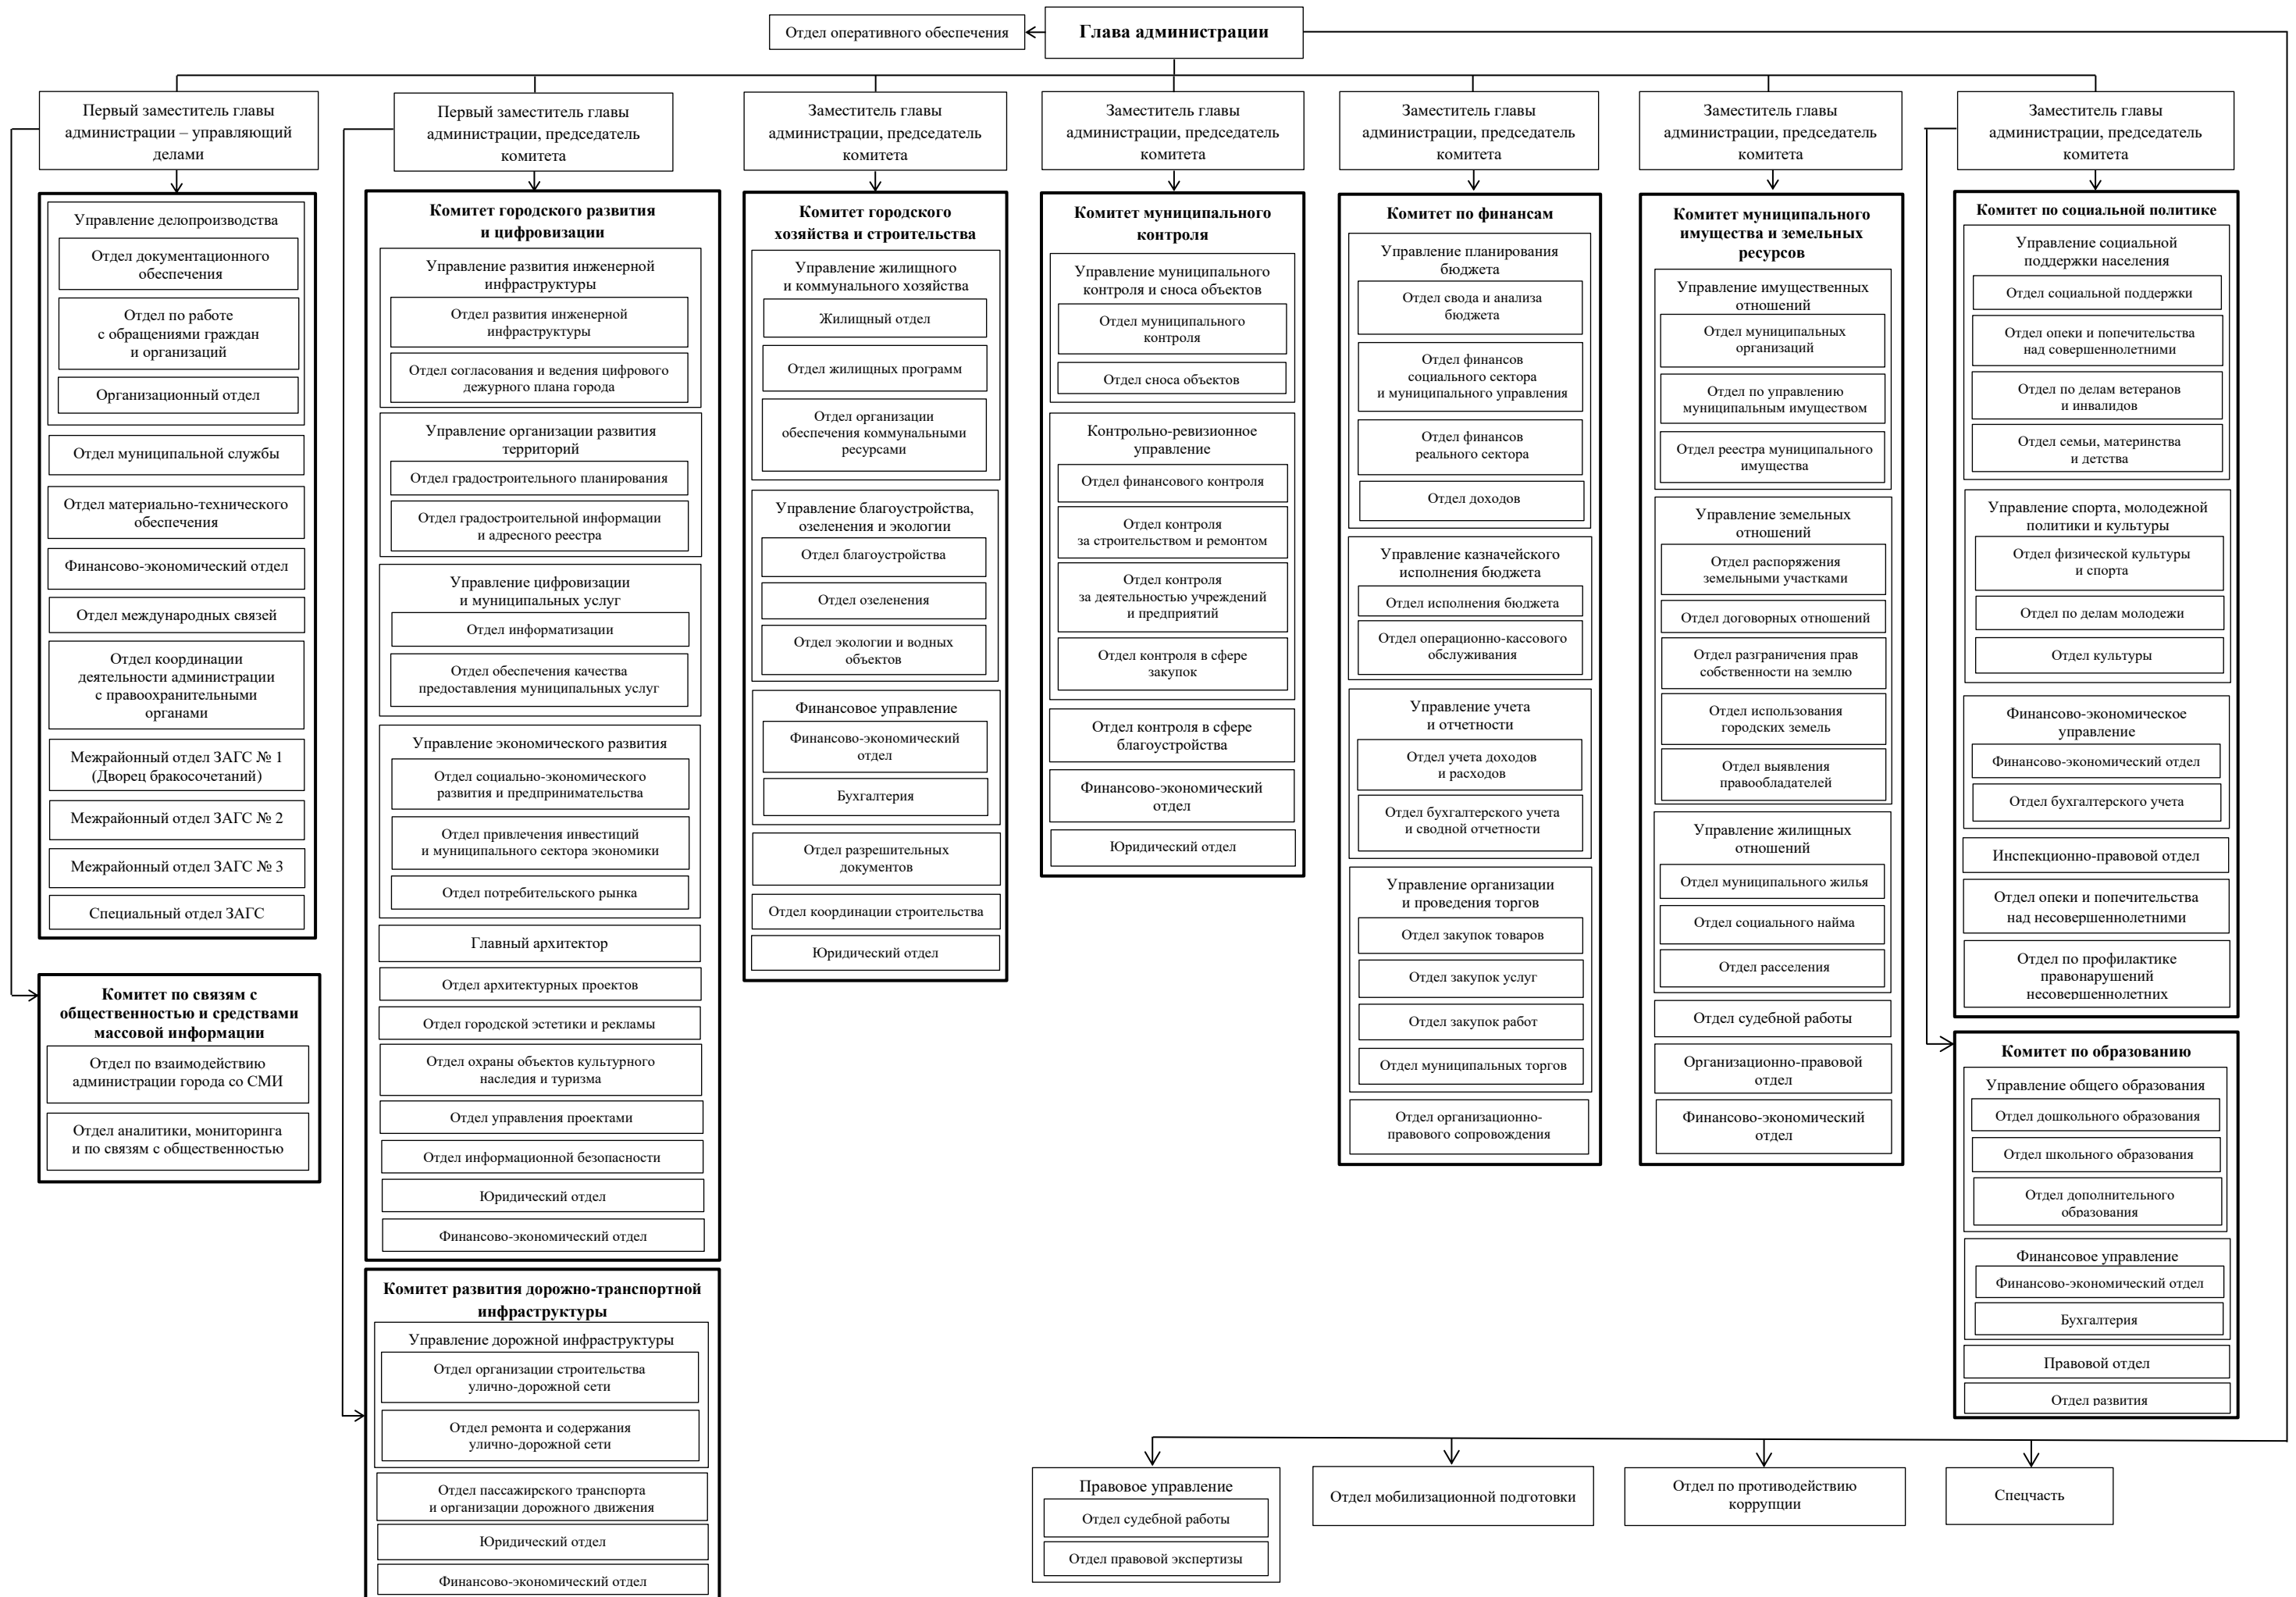 Отдел оперативного обеспечения
Глава администрации
Первый заместитель главы
администрации – управляющий
делами
Управление делопроизводства
Отдел документационного
обеспечения
Отдел по работе
с обращениями граждан
и организаций
Организационный отдел
Отдел муниципальной службы
Отдел материально-технического
обеспечения
Финансово-экономический отдел
Отдел международных связей
Отдел координации
деятельности администрации
с правоохранительными
органами
Межрайонный отдел ЗАГС № 1
(Дворец бракосочетаний)
Межрайонный отдел ЗАГС № 2
Межрайонный отдел ЗАГС № 3
Специальный отдел ЗАГС
Комитет по связям с
общественностью и средствами
массовой информации
Отдел по взаимодействию
администрации города со СМИ
Отдел аналитики, мониторинга
и по связям с общественностью
Первый заместитель главы
администрации, председатель
комитета
Комитет городского развития
и цифровизации
Управление развития инженерной
инфраструктуры
Отдел развития инженерной
инфраструктуры
Отдел согласования и ведения цифрового
дежурного плана города
Управление организации развития
территорий
Отдел градостроительного планирования
Отдел градостроительной информации
и адресного реестра
Управление цифровизации
и муниципальных услуг
Отдел информатизации
Отдел обеспечения качества
предоставления муниципальных услуг
Управление экономического развития
Отдел социально-экономического
развития и предпринимательства
Отдел привлечения инвестиций
и муниципального сектора экономики
Отдел потребительского рынка
Главный архитектор
Отдел архитектурных проектов
Отдел городской эстетики и рекламы
Отдел охраны объектов культурного
наследия и туризма
Отдел управления проектами
Отдел информационной безопасности
Юридический отдел
Финансово-экономический отдел
Комитет развития дорожно-транспортной
инфраструктуры
Управление дорожной инфраструктуры
Отдел организации строительства
улично-дорожной сети
Отдел ремонта и содержания
улично-дорожной сети
Отдел пассажирского транспорта
и организации дорожного движения
Юридический отдел
Финансово-экономический отдел
Заместитель главы
администрации, председатель
комитета
Комитет городского
хозяйства и строительства
Управление жилищного
и коммунального хозяйства
Жилищный отдел
Отдел жилищных программ
Отдел организации
обеспечения коммунальными
ресурсами
Управление благоустройства,
озеленения и экологии
Отдел благоустройства
Отдел озеленения
Отдел экологии и водных
объектов
Финансовое управление
Финансово-экономический
отдел
Бухгалтерия
Отдел разрешительных
документов
Отдел координации строительства
Юридический отдел
Заместитель главы
администрации, председатель
комитета
Комитет муниципального
контроля
Управление муниципального
контроля и сноса объектов
Отдел муниципального
контроля
Отдел сноса объектов
Контрольно-ревизионное
управление
Отдел финансового контроля
Отдел контроля
за строительством и ремонтом
Отдел контроля
за деятельностью учреждений
и предприятий
Отдел контроля в сфере
закупок
Отдел контроля в сфере
благоустройства
Финансово-экономический
отдел
Юридический отдел
Заместитель главы
администрации, председатель
комитета
Комитет по финансам
Управление планирования
бюджета
Отдел свода и анализа
бюджета
Отдел финансов
социального сектора
и муниципального управления
Отдел финансов
реального сектора
Отдел доходов
Управление казначейского
исполнения бюджета
Отдел исполнения бюджета
Отдел операционно-кассового
обслуживания
Управление учета
и отчетности
Отдел учета доходов
и расходов
Отдел бухгалтерского учета
и сводной отчетности
Управление организации
и проведения торгов
Отдел закупок товаров
Отдел закупок услуг
Отдел закупок работ
Отдел муниципальных торгов
Отдел организационно-
правового сопровождения
Заместитель главы
администрации, председатель
комитета
Комитет муниципального
имущества и земельных
ресурсов
Управление имущественных
отношений
Отдел муниципальных
организаций
Отдел по управлению
муниципальным имуществом
Отдел реестра муниципального
имущества
Управление земельных
отношений
Отдел распоряжения
земельными участками
Отдел договорных отношений
Отдел разграничения прав
собственности на землю
Отдел использования
городских земель
Отдел выявления
правообладателей
Управление жилищных
отношений
Отдел муниципального жилья
Отдел социального найма
Отдел расселения
Отдел судебной работы
Организационно-правовой
отдел
Финансово-экономический
отдел
Заместитель главы
администрации, председатель
комитета
Комитет по социальной политике
Управление социальной
поддержки населения
Отдел социальной поддержки
Отдел опеки и попечительства
над совершеннолетними
Отдел по делам ветеранов
и инвалидов
Отдел семьи, материнства
и детства
Управление спорта, молодежной
политики и культуры
Отдел физической культуры
и спорта
Отдел по делам молодежи
Отдел культуры
Финансово-экономическое
управление
Финансово-экономический отдел
Отдел бухгалтерского учета
Инспекционно-правовой отдел
Отдел опеки и попечительства
над несовершеннолетними
Отдел по профилактике
правонарушений
несовершеннолетних
Комитет по образованию
Управление общего образования
Отдел дошкольного образования
Отдел школьного образования
Отдел дополнительного
образования
Финансовое управление
Финансово-экономический отдел
Бухгалтерия
Правовой отдел
Отдел развития
Правовое управление
Отдел судебной работы
Отдел правовой экспертизы
Отдел мобилизационной подготовки
Отдел по противодействию
коррупции
Спецчасть